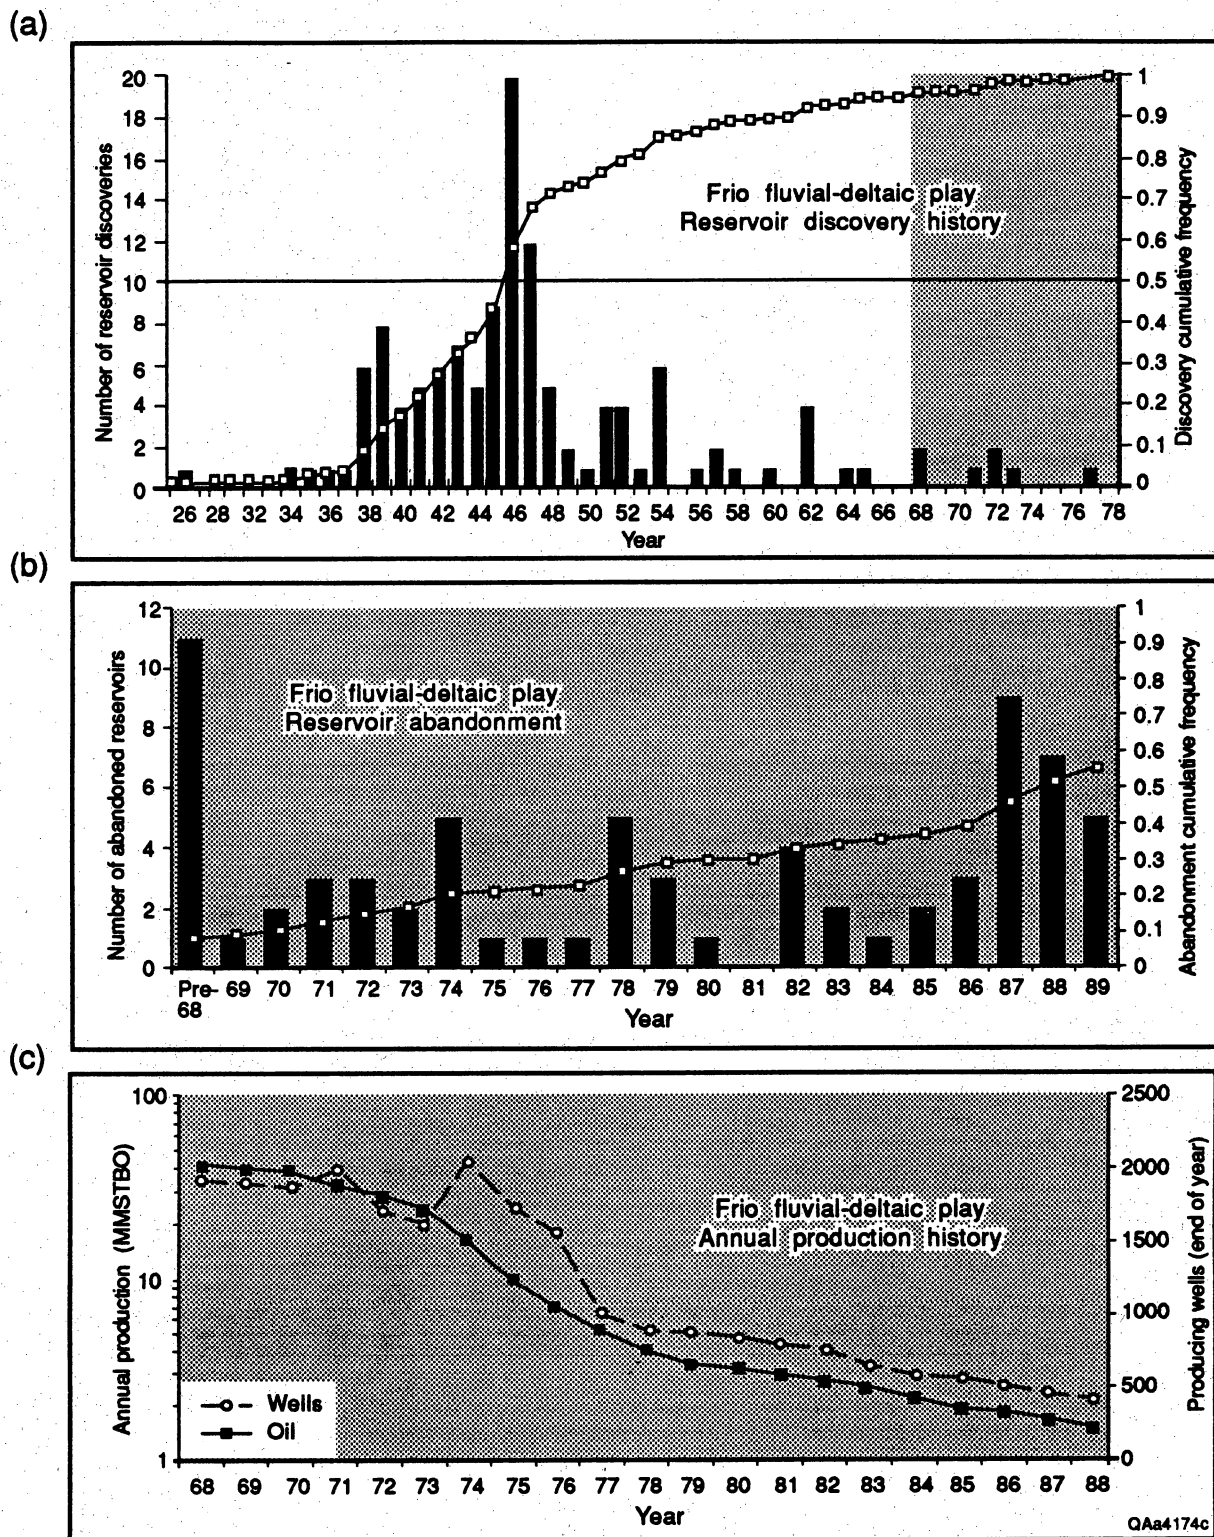 (a)
Number of reservoir discoveries
20
18
16
14
12
10
8
6
4
2
0
Frio fluvial-deltaic play
Reservoir discovery history
1
0.9
0.8
0.7
0.6
0.5
0.4
0.3
0.2
0.1
0
Discovery cumulative frequency
26 28 32 34 36 38 40 42 44 46 48 50 52 54 56 58 60 62 64 66 68 70 72 74 76 78
Year
(b)
Number of abandoned reservoirs
12
10
8
6
4
2
0
Frio fluvial-deltaic play
Reservoir abandonment
1
0.9
0.8
0.7
0.6
0.5
0.4
0.3
0.2
0.1
0
Abandonment cumulative frequency
Pre- 69 70 71 72 73 74 75 76 77 78 79 80 81 82 83 84 85 86 87 88 89
68
Year
(c)
Annual production (MMSTBO)
100
10
1
Frio fluvial-deltaic play
Annual production history
Wells
Oil
2500
2000
1500
1000
500
0
Producing wells (end of year)
68 69 70 71 73 74 75 76 77 78 79 80 81 82 83 84 85 86 87 88
Year
QAa4174c